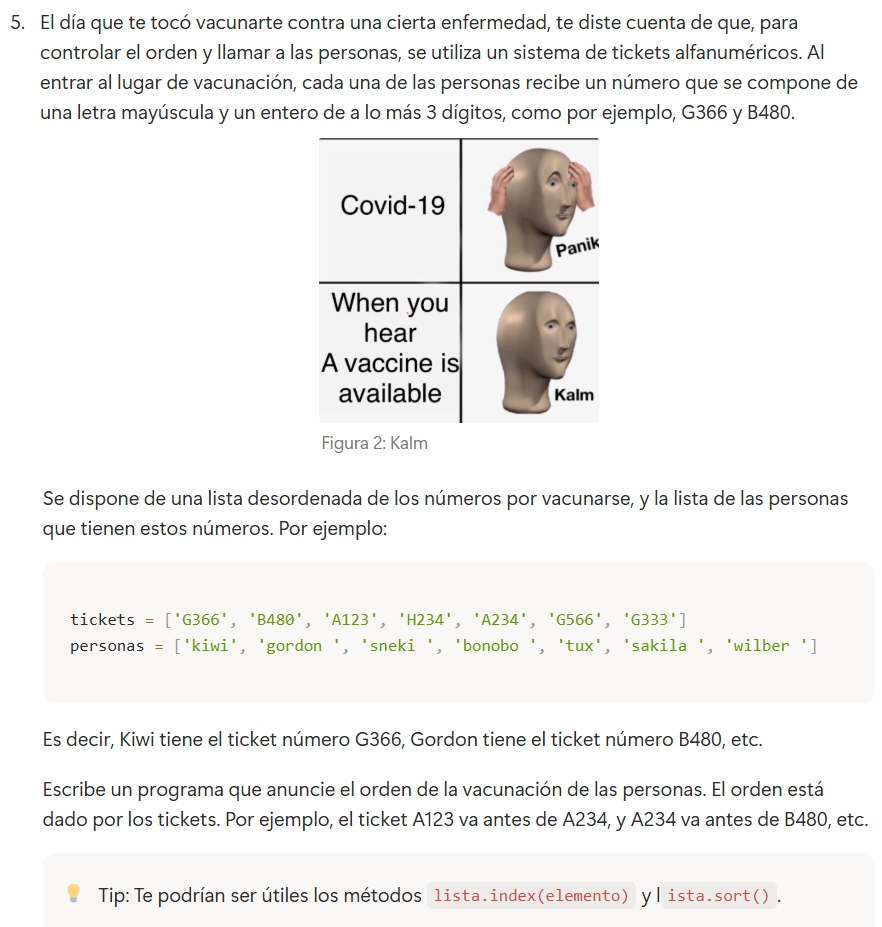 5. El día que te tocó vacunarte contra una cierta enfermedad, te diste cuenta de que, para
controlar el orden y llamar a las personas, se utiliza un sistema de tickets alfanuméricos. Al
entrar al lugar de vacunación, cada una de las personas recibe un número que se compone de
una letra mayúscula y un entero de a lo más 3 dígitos, como por ejemplo, G366 y B480.
Covid-19
Panik
When you
hear
A vaccine is
available
Kalm
Figura 2: Kalm
Se dispone de una lista desordenada de los números por vacunarse, y la lista de las personas
que tienen estos números. Por ejemplo:
tickets = ['G366', 'B480', 'A123', 'H234', 'A234', 'G566', 'G333']
personas = ['kiwi', 'gordon ', 'sneki ', 'bonobo ', 'tux', 'sakila ', 'wilber ']
Es decir, Kiwi tiene el ticket número G366, Gordon tiene el ticket número B480, etc.
Escribe un programa que anuncie el orden de la vacunación de las personas. El orden está
dado por los tickets. Por ejemplo, el ticket A123 va antes de A234, y A234 va antes de B480, etc.
Tip: Te podrían ser útiles los métodos lista.index(elemento) y l ista.sort() .